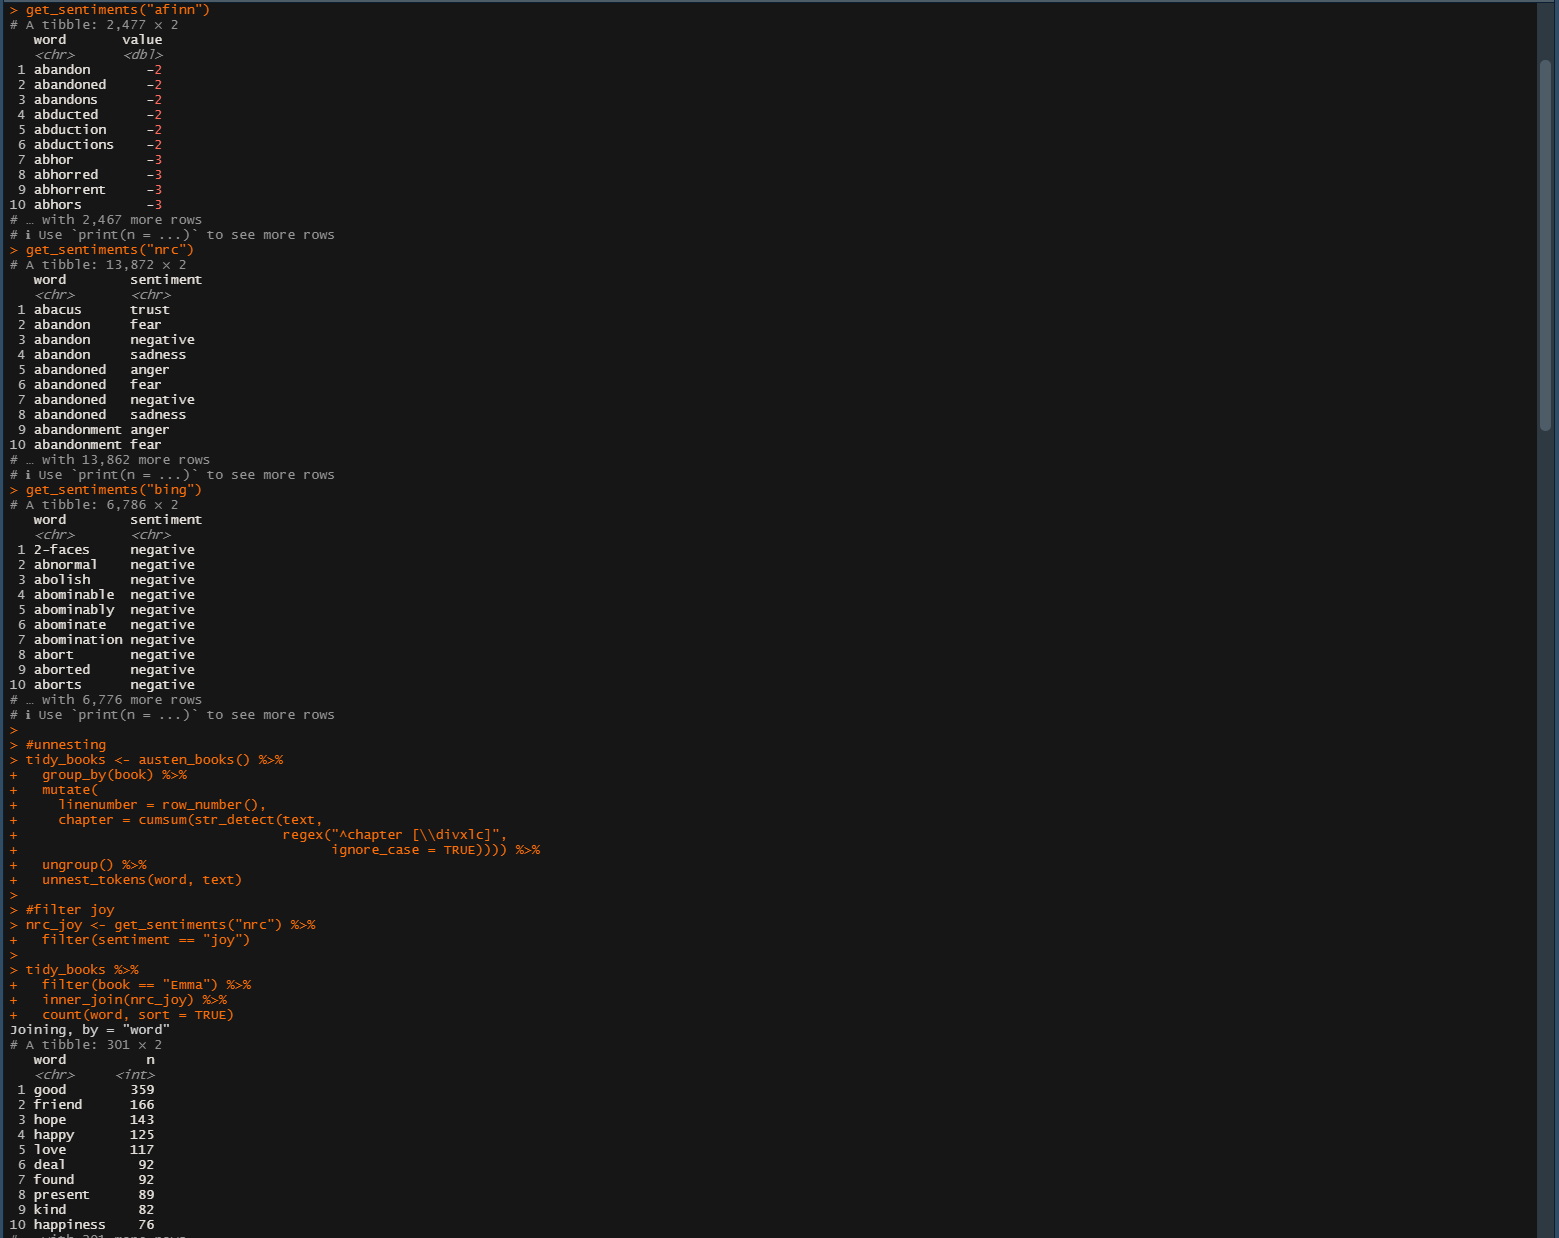 > get_sentiments("afinn")
# A tibble: 2,477 × 2
   word       value
   <chr>      <dbl>
 1 abandon       -2
 2 abandoned     -2
 3 abandons      -2
 4 abducted      -2
 5 abduction     -2
 6 abductions    -2
 7 abhor         -3
 8 abhorred      -3
 9 abhorrent     -3
10 abhors        -3
# … with 2,467 more rows
# ℹ Use `print(n = ...)` to see more rows
> get_sentiments("nrc")
# A tibble: 13,872 × 2
   word        sentiment
   <chr>       <chr>
 1 abacus      trust
 2 abandon     fear
 3 abandon     negative
 4 abandon     sadness
 5 abandoned   anger
 6 abandoned   fear
 7 abandoned   negative
 8 abandoned   sadness
 9 abandonment anger
10 abandonment fear
# … with 13,862 more rows
# ℹ Use `print(n = ...)` to see more rows
> get_sentiments("bing")
# A tibble: 6,786 × 2
   word        sentiment
   <chr>       <chr>
 1 2-faces     negative
 2 abnormal    negative
 3 abolish     negative
 4 abominable  negative
 5 abominably  negative
 6 abominate   negative
 7 abomination negative
 8 abort       negative
 9 aborted     negative
10 aborts      negative
# … with 6,776 more rows
# ℹ Use `print(n = ...)` to see more rows
>
> #unnesting
> tidy_books <- austen_books() %>%
+   group_by(book) %>%
+   mutate(
+     linenumber = row_number(),
+     chapter = cumsum(str_detect(text,
+                                 regex("^chapter [\\divxlc]",
+                                       ignore_case = TRUE)))) %>%
+   ungroup() %>%
+   unnest_tokens(word, text)
>
> #filter joy
> nrc_joy <- get_sentiments("nrc") %>%
+   filter(sentiment == "joy")
>
> tidy_books %>%
+   filter(book == "Emma") %>%
+   inner_join(nrc_joy) %>%
+   count(word, sort = TRUE)
Joining, by = "word"
# A tibble: 301 × 2
   word          n
   <chr>     <int>
 1 good        359
 2 friend      166
 3 hope        143
 4 happy       125
 5 love        117
 6 deal         92
 7 found        92
 8 present      89
 9 kind         82
10 happiness    76